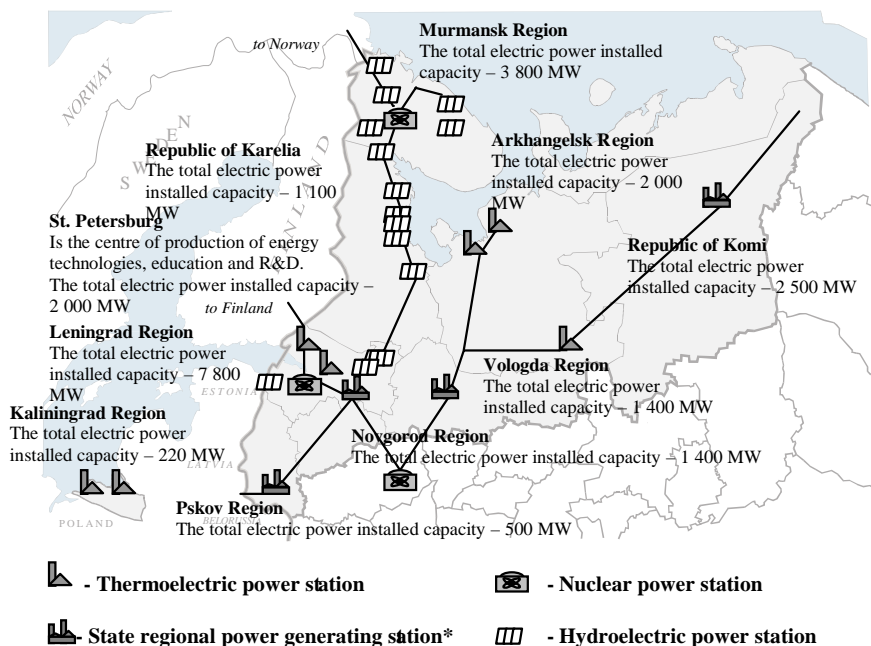 Murmansk Region
The total electric power installed
capacity – 3 800 MW
to Norway
NORWAY
SWEDEN
FINLAND
Republic of Karelia
The total electric power
installed capacity – 1 100
MW
Arkhangelsk Region
The total electric power
installed capacity – 2 000
MW
St. Petersburg
Is the centre of production of energy
technologies, education and R&D.
The total electric power installed capacity –
2 000 MW
Republic of Komi
The total electric power
installed capacity – 2 500 MW
to Finland
Leningrad Region
The total electric power
installed capacity – 7 800
MW
ESTONIA
Vologda Region
The total electric power
installed capacity – 1 400 MW
Kaliningrad Region
The total electric power
installed capacity – 220 MW
Novgorod Region
The total electric power installed capacity – 1 400 MW
LATVIA
POLAND
Pskov Region
BELORUSSIA
The total electric power installed capacity – 500 MW
- Thermoelectric power station
- Nuclear power station
- State regional power generating station*
- Hydroelectric power station